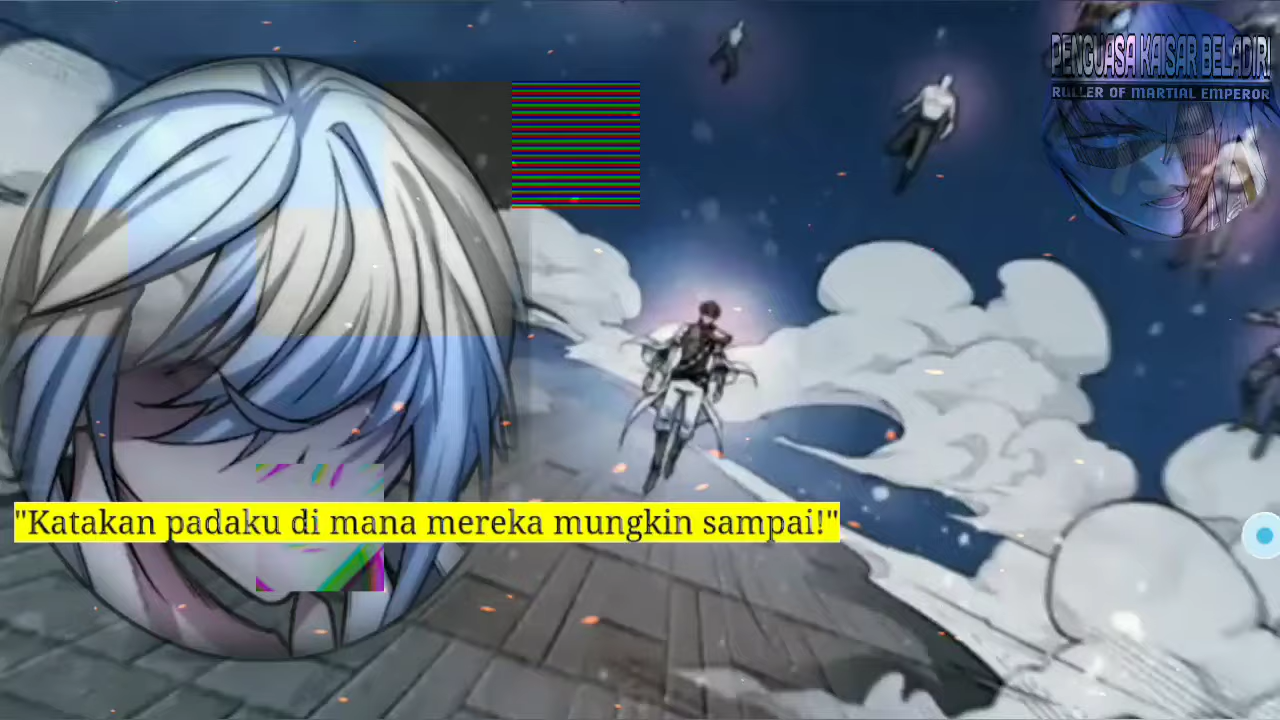 PENGUASA KAISAR BELADIRI
RULLER OF MARTIAL EMPEROR
"Katakan padaku di mana mereka mungkin sampai!"